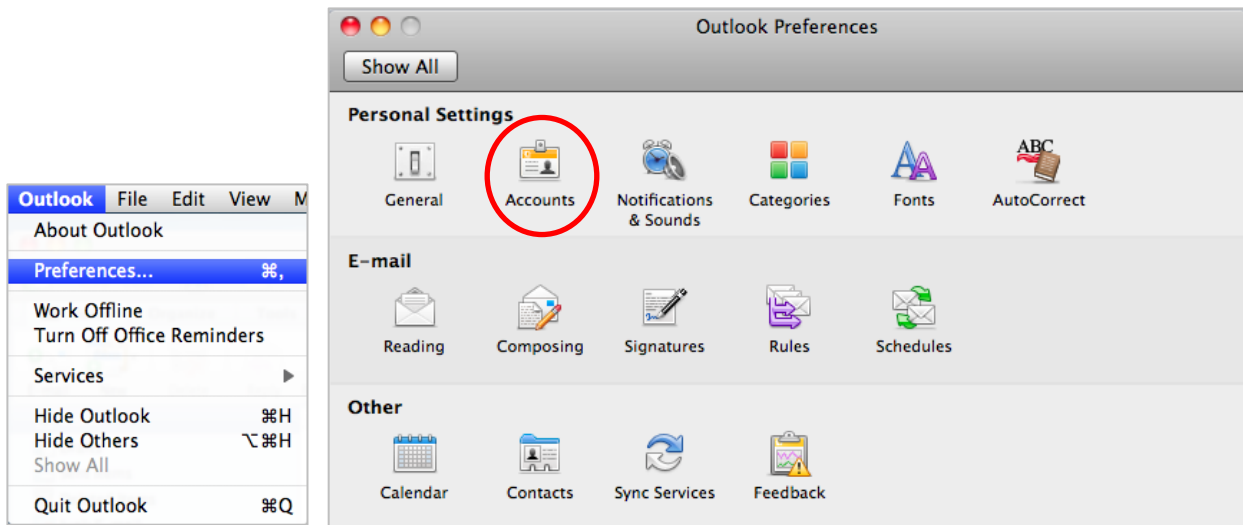 Outlook File Edit View M
About Outlook
Preferences... ⌘,
Work Offline
Turn Off Office Reminders
Services ▶
Hide Outlook ⌘H
Hide Others ⌥⌘H
Show All
Quit Outlook ⌘Q
Outlook Preferences
Show All
Personal Settings
General Accounts Notifications Categories Fonts AutoCorrect
& Sounds
ABC
E-mail
Reading Composing Signatures Rules Schedules
Other
Calendar Contacts Sync Services Feedback